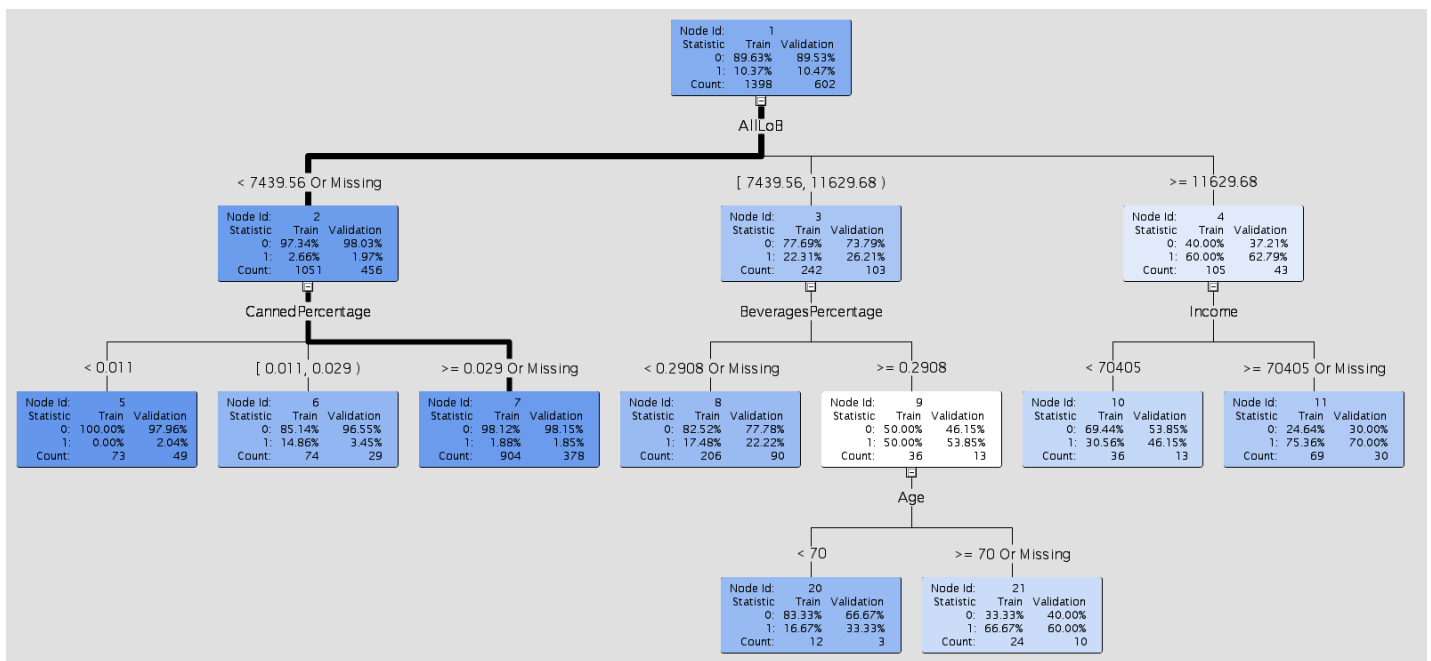 Node Id: 1
Statistic Train Validation
0: 89.63% 89.53%
1: 10.37% 10.47%
Count: 1398 602
AllLoB
< 7439.56 Or Missing
[ 7439.56, 11629.68 )
>= 11629.68
Node Id: 2
Statistic Train Validation
0: 97.34% 98.03%
1: 2.66% 1.97%
Count: 1051 456
Node Id: 3
Statistic Train Validation
0: 77.69% 73.79%
1: 22.31% 26.21%
Count: 242 103
Node Id: 4
Statistic Train Validation
0: 40.00% 37.21%
1: 60.00% 62.79%
Count: 105 43
CannedPercentage
BeveragesPercentage
Income
< 0.011
[ 0.011, 0.029 )
>= 0.029 Or Missing
< 0.2908 Or Missing
>= 0.2908
< 70405
>= 70405 Or Missing
Node Id: 5
Statistic Train Validation
0: 100.00% 97.96%
1: 0.00% 2.04%
Count: 73 49
Node Id: 6
Statistic Train Validation
0: 85.14% 96.55%
1: 14.86% 3.45%
Count: 74 29
Node Id: 7
Statistic Train Validation
0: 98.12% 98.15%
1: 1.88% 1.85%
Count: 904 378
Node Id: 8
Statistic Train Validation
0: 82.52% 77.78%
1: 17.48% 22.22%
Count: 206 90
Node Id: 9
Statistic Train Validation
0: 50.00% 46.15%
1: 50.00% 53.85%
Count: 36 13
Node Id: 10
Statistic Train Validation
0: 69.44% 53.85%
1: 30.56% 46.15%
Count: 36 13
Node Id: 11
Statistic Train Validation
0: 24.64% 30.00%
1: 75.36% 70.00%
Count: 69 30
Age
< 70
>= 70 Or Missing
Node Id: 20
Statistic Train Validation
0: 83.33% 66.67%
1: 16.67% 33.33%
Count: 12 3
Node Id: 21
Statistic Train Validation
0: 33.33% 40.00%
1: 66.67% 60.00%
Count: 24 10